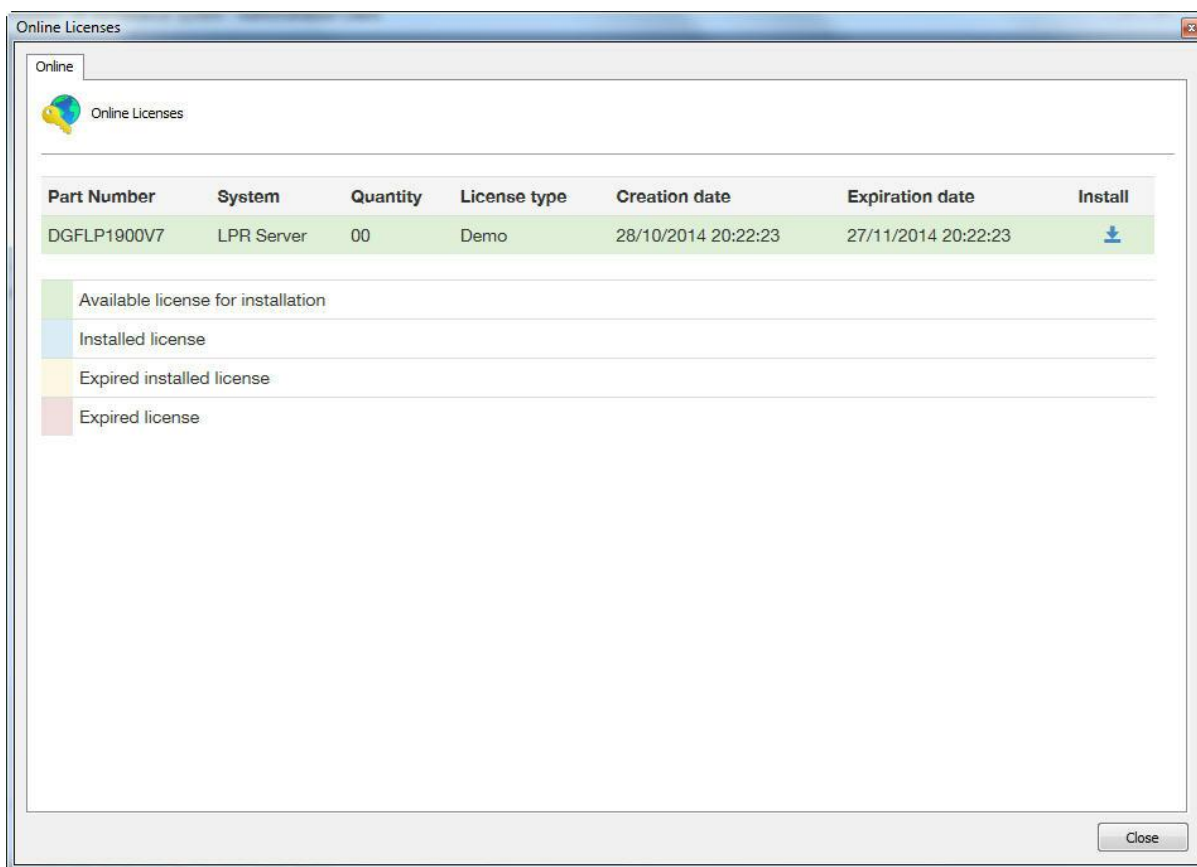 Online Licenses
Online
Online Licenses
Part Number System Quantity License type Creation date Expiration date Install
DGFLP1900V7 LPR Server 00 Demo 28/10/2014 20:22:23 27/11/2014 20:22:23
Available license for installation
Installed license
Expired installed license
Expired license
Close